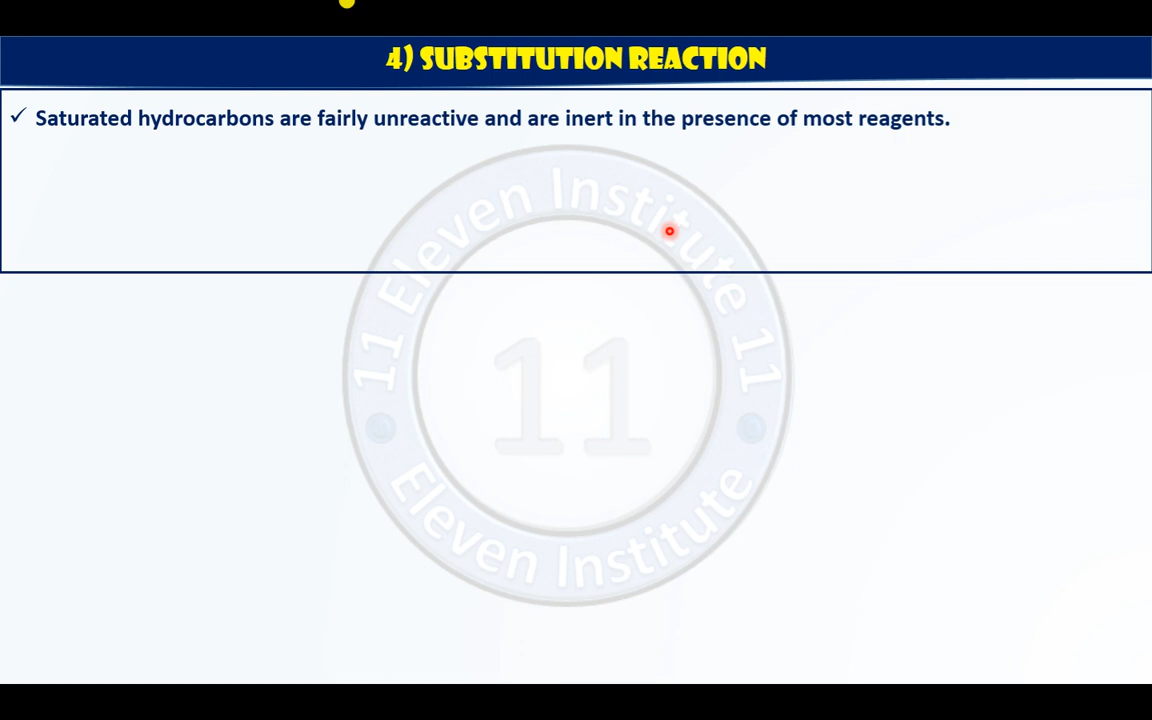 4) SUBSTITUTION REACTION
✓ Saturated hydrocarbons are fairly unreactive and are inert in the presence of most reagents.
11 Eleven Institute 11
11
Eleven Institute